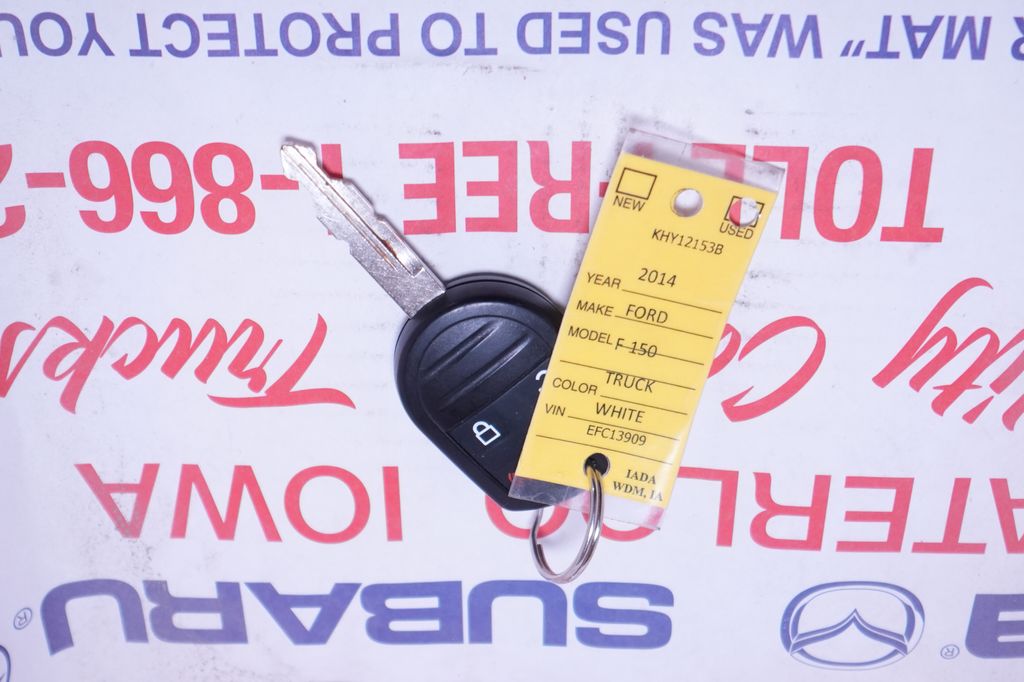 NEW
USED
KHY12153B
YEAR 2014
MAKE FORD
MODEL F 150
TRUCK
COLOR
WHITE
VIN
EFC13909
IADA
WDM, IA
SUBARU
IOWA
Trucks
City
TOLL-FREE 1-866-2
MAT" WAS USED TO PROTECT YOU